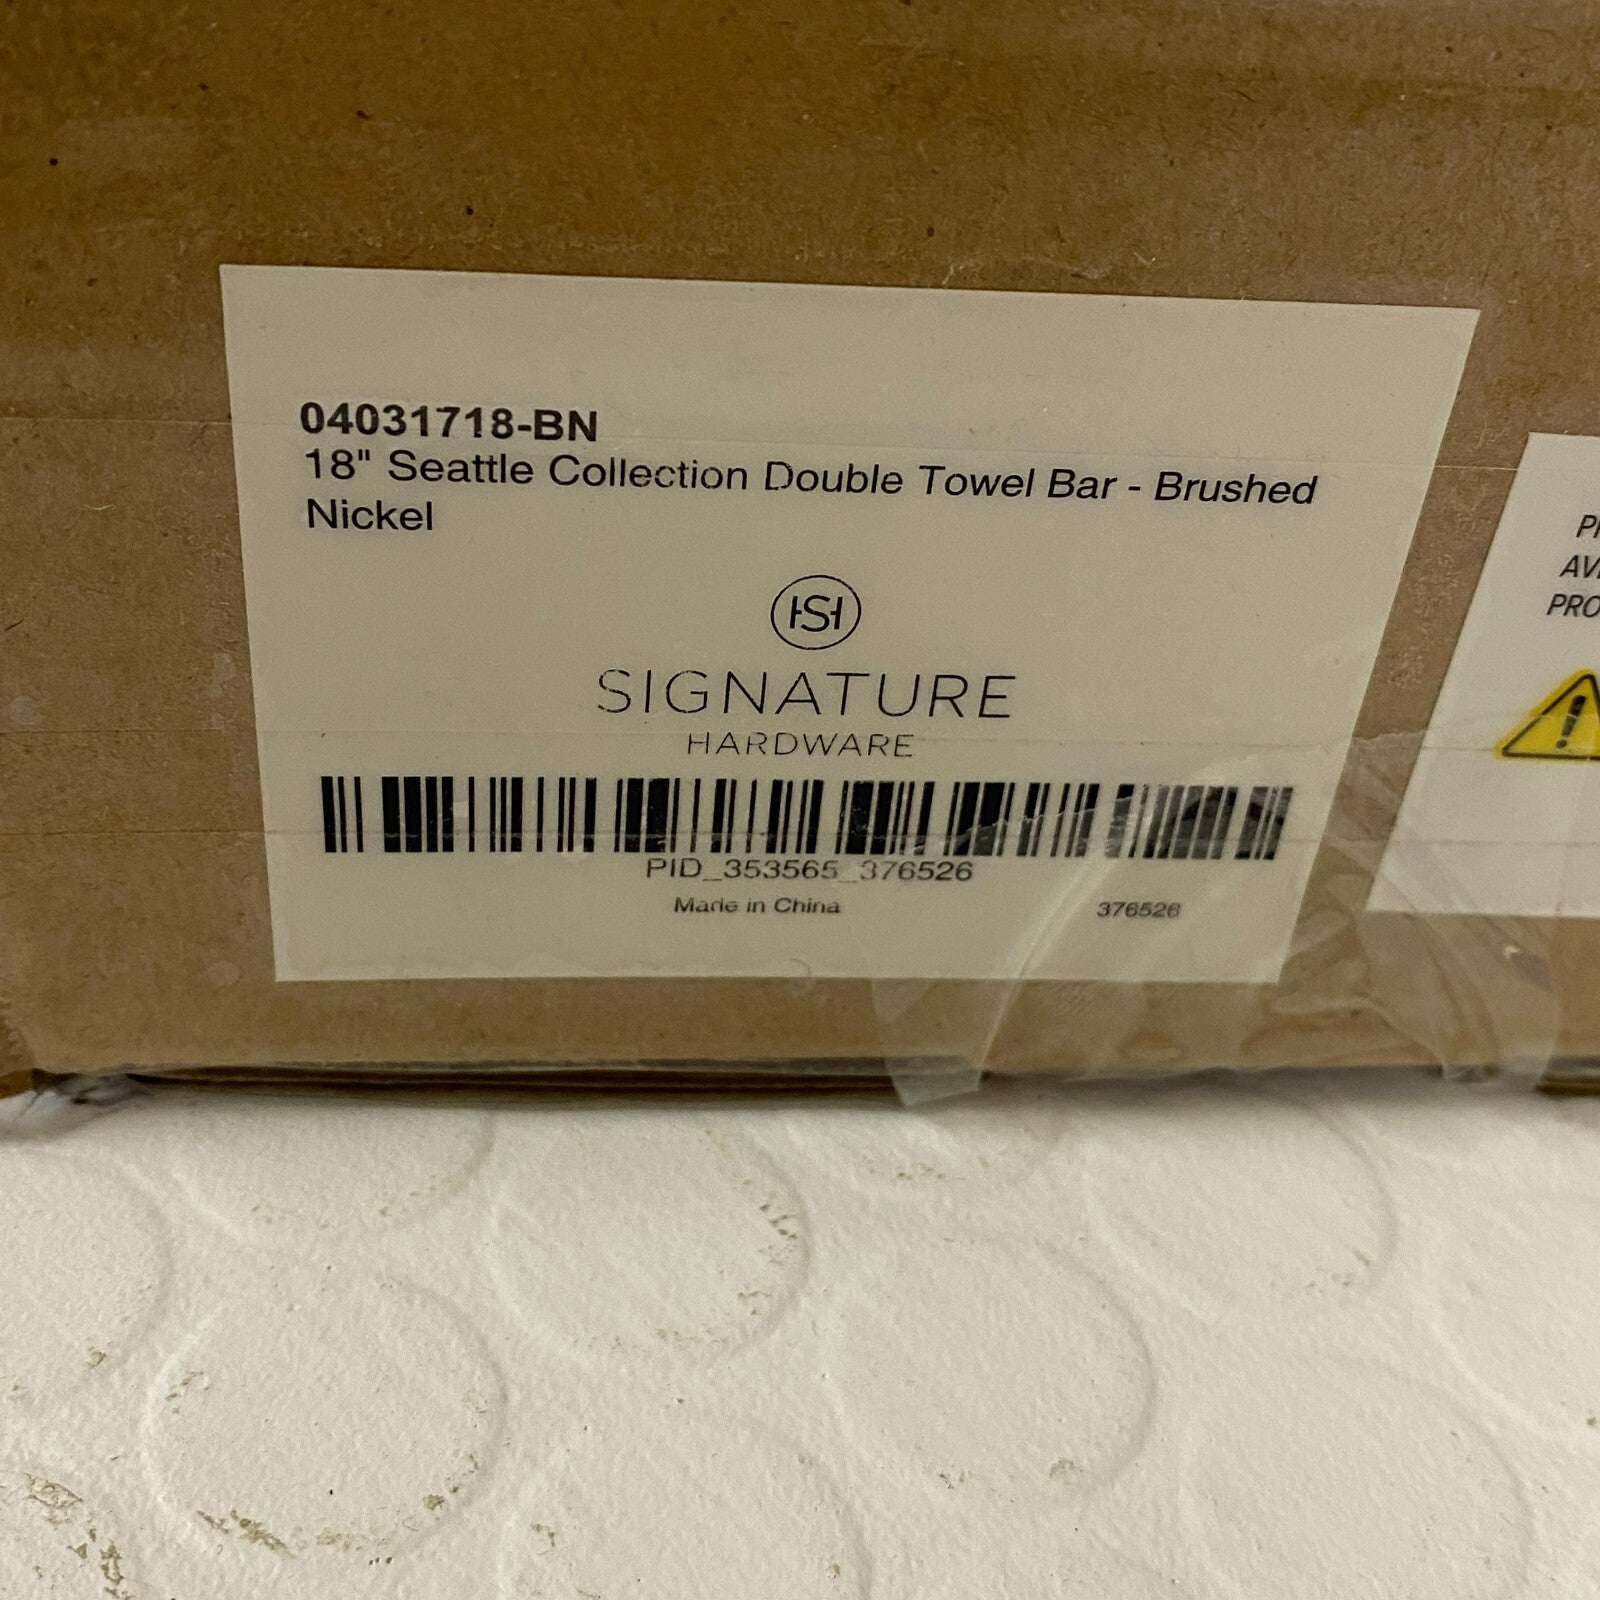 04031718-BN
18" Seattle Collection Double Towel Bar - Brushed
Nickel
SIGNATURE
HARDWARE
PID_353565_376526
Made in China
376526